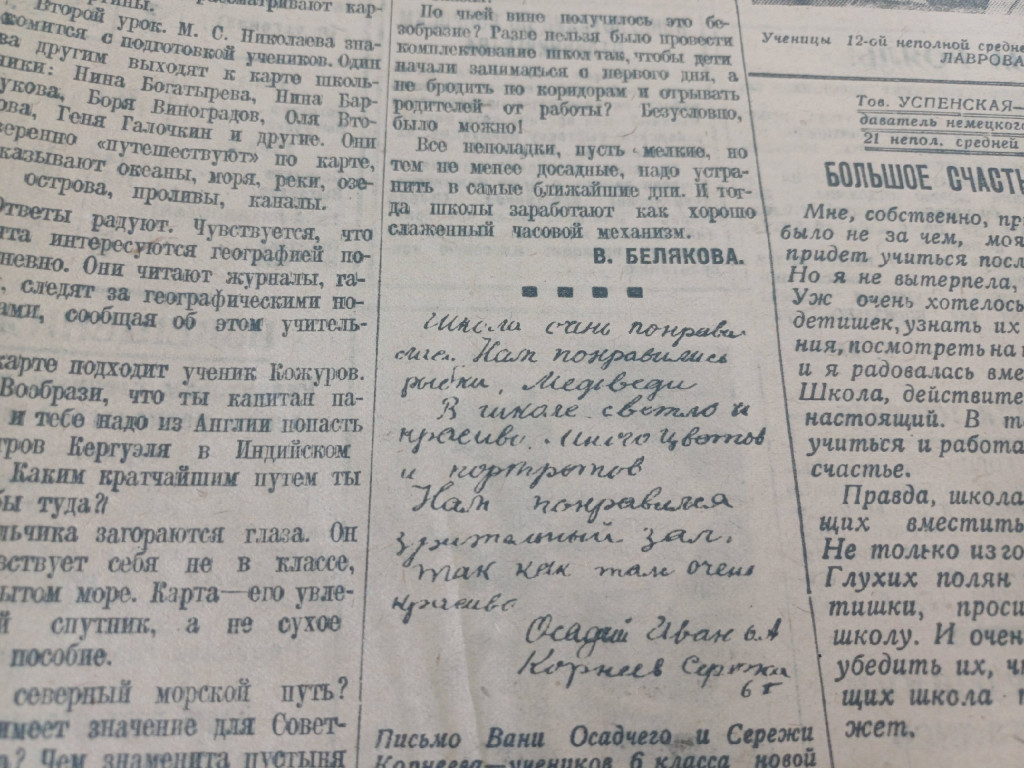 Второй урок. М. С. Николаева зна-
комится с подготовкой учеников. Один
другим выходят к карте школь-
ники: Нина Богатырева, Нина Бар-
Боря Виноградов, Оля Вто-
Геня Галочкин и другие. Они
уверенно «путешествуют» по карте,
показывают океаны, моря, реки, озе-
острова, проливы, каналы.
Ответы радуют. Чувствуется, что
интересуются географией по-
Они читают журналы, га-
следят за географическими но-
сообщая об этом учитель-
карте подходит ученик Кожуров.
Вообрази, что ты капитан па-
и тебе надо из Англии попасть
Кергуэля в Индийском
Каким кратчайшим путем ты
бы туда?
мальчика загораются глаза. Он
чувствует себя не в классе,
море. Карта—его увле-
спутник, а не сухое
пособие.
северный морской путь?
имеет значение для Совет-
Чем знаменита пустыня
По чьей вине получилось это бе-
зобразие? Разве нельзя было провести
комплектование школ так, чтобы дети
начали заниматься с первого дня, а
не бродить по коридорам и отрывать
родителей от работы? Безусловно,
было можно!
Все неполадки, пусть мелкие, но
тем не менее досадные, надо устра-
нить в самые ближайшие дни. И тог-
да школы заработают как хорошо
слаженный часовой механизм.
В. БЕЛЯКОВА.
Школа очень понрави
лась. Нам понравились
рыбки, Медведи
В школе светло и
красиво. Много цветов
и портрытов
Нам понравился
зрительный зал,
так как там очень
красиво
Осадчий Иван 6 А
Корнеев Сережа
6 г
Письмо Вани Осадчего и Сережи
Корнеева—учеников 6 класса новой
Ученицы 12-ой неполной средне
ЛАВРОВА
Тов. УСПЕНСКАЯ—
даватель немецкого
21 непол. средней
БОЛЬШОЕ СЧАСТЬ
Мне, собственно, пр
было не за чем, моя
придет учиться посл
Но я не вытерпела,
Уж очень хотелось
детишек, узнать их
ния, посмотреть на
и я радовалась вме
Школа, действите
настоящий. В т
учиться и работа
счастье.
Правда, школа
щих вместить
Не только из го
Глухих полян
тишки, проси
школу. И очен
убедить их, ч
щих школа
жет.